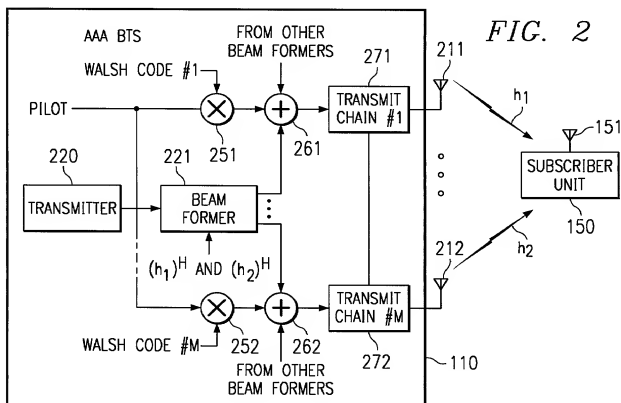 AAA BTS
FROM OTHER
BEAM FORMERS
FIG. 2
WALSH CODE #1
271
211
PILOT
TRANSMIT
CHAIN #1
h1
251
261
151
220
221
TRANSMITTER
BEAM
FORMER
SUBSCRIBER
UNIT
150
(h1)H AND (h2)H
212
h2
TRANSMIT
CHAIN #M
WALSH CODE #M
252
262
272
110
FROM OTHER
BEAM FORMERS